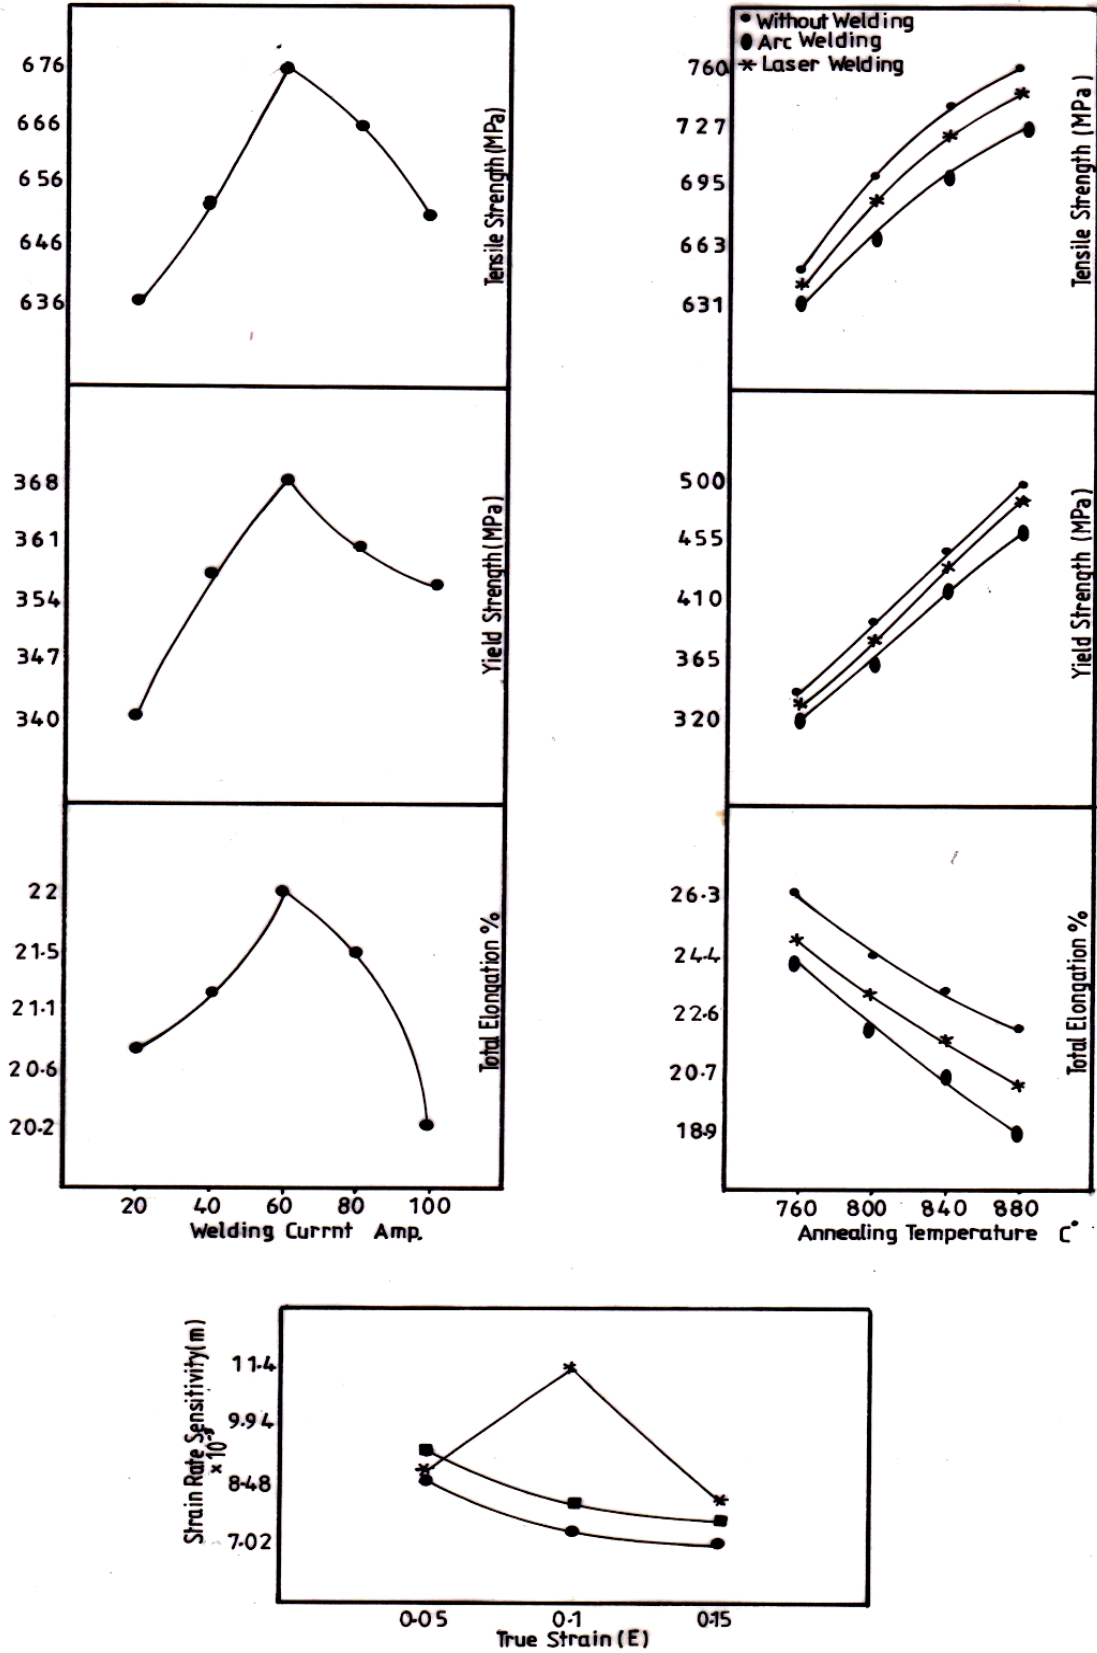 676
666
656
646
636
Tensile Strength (MPa)
368
361
354
347
340
Yield Strength (MPa)
22
21.5
21.1
20.6
20.2
Total Elongation %
20 40 60 80 100
Welding Currnt Amp.
Without Welding
Arc Welding
Laser Welding
760
727
695
663
631
Tensile Strength (MPa)
500
455
410
365
320
Yield Strength (MPa)
26.3
24.4
22.6
20.7
18.9
Total Elongation %
760 800 840 880
Annealing Temperature C°
Strain Rate Sensitivity (m)
11.4
9.94
8.48
7.02
0.05 0.1 0.15
True Strain (E)